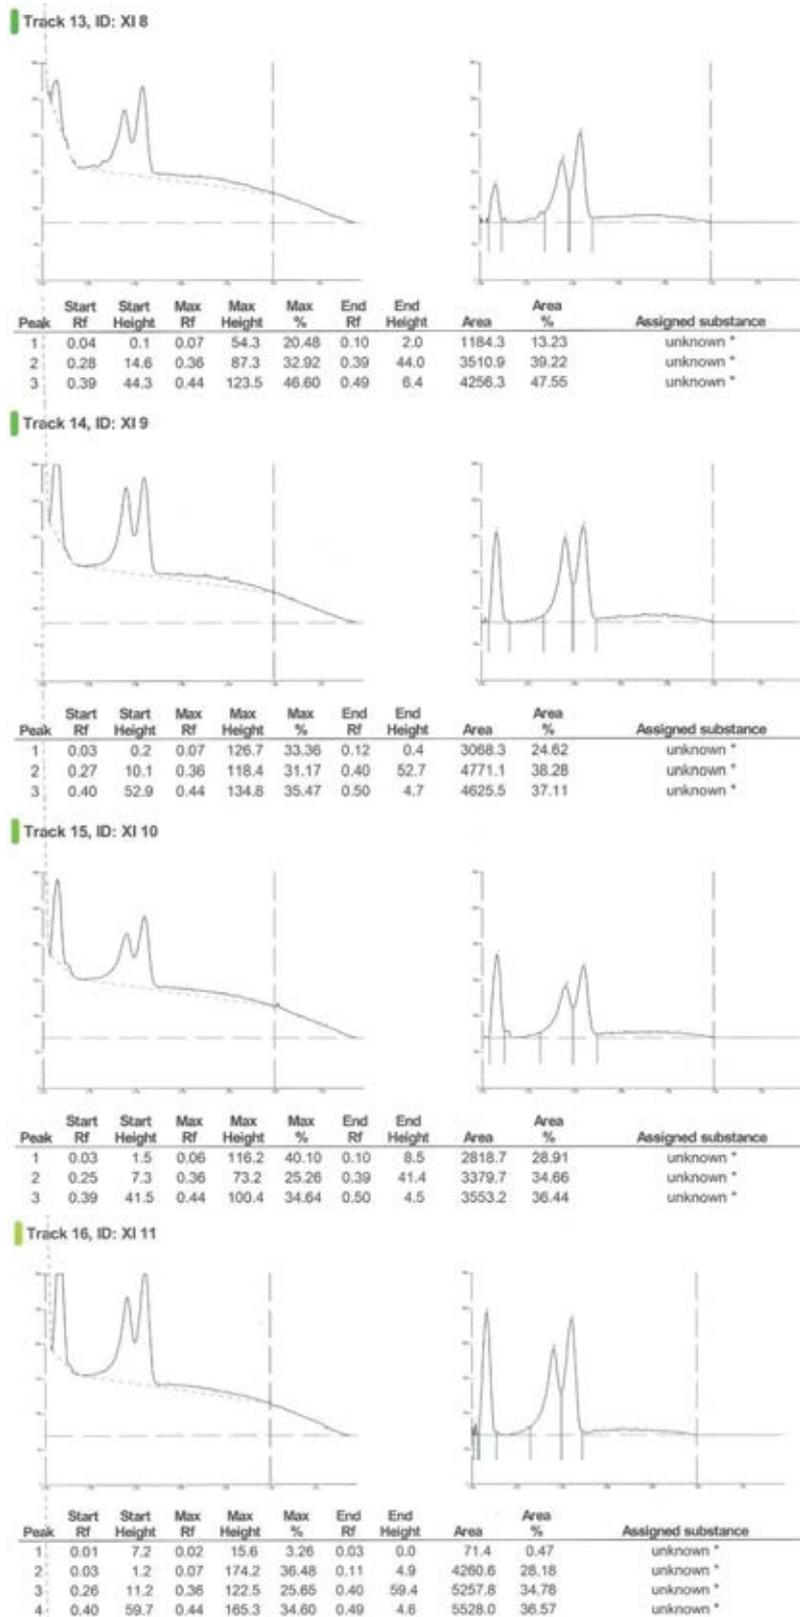 Track 13, ID: XI 8
Peak Start Rf Start Height Max Rf Max Height Max % End Rf End Height Area Area % Assigned substance
1 0.04 0.1 0.07 54.3 20.48 0.10 2.0 1184.3 13.23 unknown *
2 0.28 14.6 0.36 87.3 32.92 0.39 44.0 3510.9 39.22 unknown *
3 0.39 44.3 0.44 123.5 46.60 0.49 6.4 4256.3 47.55 unknown *
Track 14, ID: XI 9
Peak Start Rf Start Height Max Rf Max Height Max % End Rf End Height Area Area % Assigned substance
1 0.03 0.2 0.07 126.7 33.36 0.12 0.4 3068.3 24.62 unknown *
2 0.27 10.1 0.36 118.4 31.17 0.40 52.7 4771.1 38.28 unknown *
3 0.40 52.9 0.44 134.8 35.47 0.50 4.7 4625.5 37.11 unknown *
Track 15, ID: XI 10
Peak Start Rf Start Height Max Rf Max Height Max % End Rf End Height Area Area % Assigned substance
1 0.03 1.5 0.06 116.2 40.10 0.10 8.5 2818.7 28.91 unknown *
2 0.25 7.3 0.36 73.2 25.26 0.39 41.4 3379.7 34.66 unknown *
3 0.39 41.5 0.44 100.4 34.64 0.50 4.5 3553.2 36.44 unknown *
Track 16, ID: XI 11
Peak Start Rf Start Height Max Rf Max Height Max % End Rf End Height Area Area % Assigned substance
1 0.01 7.2 0.02 15.6 3.26 0.03 0.0 71.4 0.47 unknown *
2 0.03 1.2 0.07 174.2 36.48 0.11 4.9 4260.6 28.18 unknown *
3 0.26 11.2 0.36 122.5 25.65 0.40 59.4 5257.8 34.78 unknown *
4 0.40 59.7 0.44 165.3 34.60 0.49 4.6 5528.0 36.57 unknown *